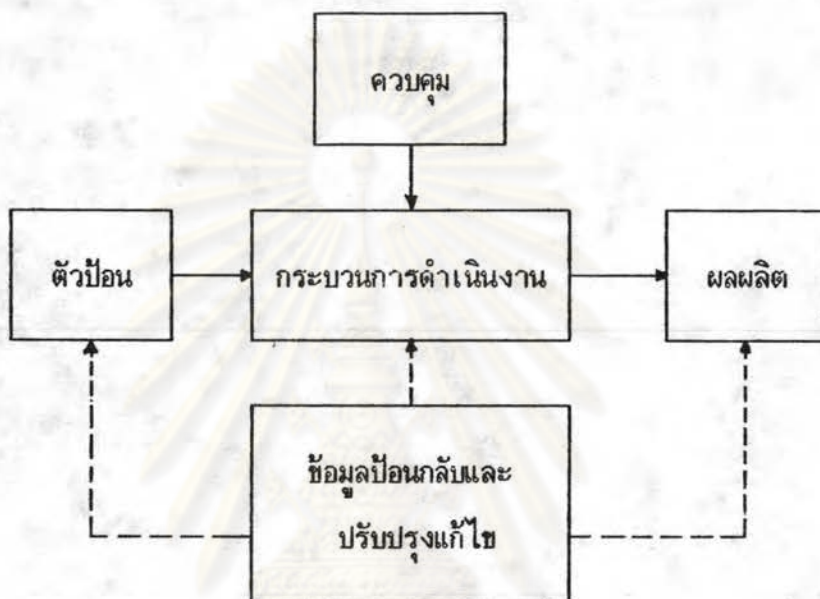 ควบคุม
ตัวป้อน
กระบวนการดำเนินงาน
ผลผลิต
ข้อมูลป้อนกลับและ
ปรับปรุงแก้ไข